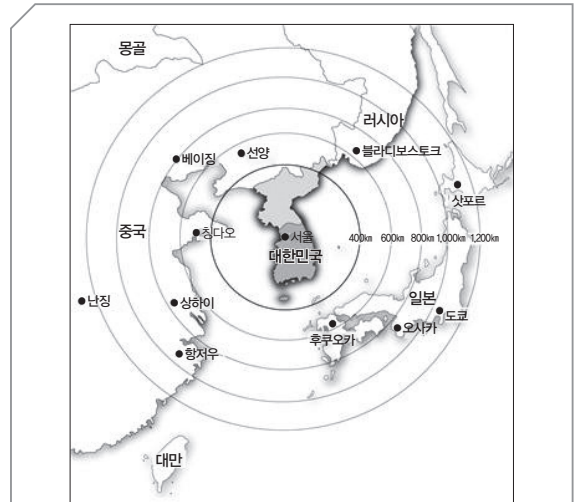 몽골
러시아
베이징
선양
블라디보스토크
삿포르
중국
칭다오
서울
400km 600km 800km 1,000km 1,200km
대한민국
난징
상하이
일본
도쿄
후쿠오카
오사카
항저우
대만